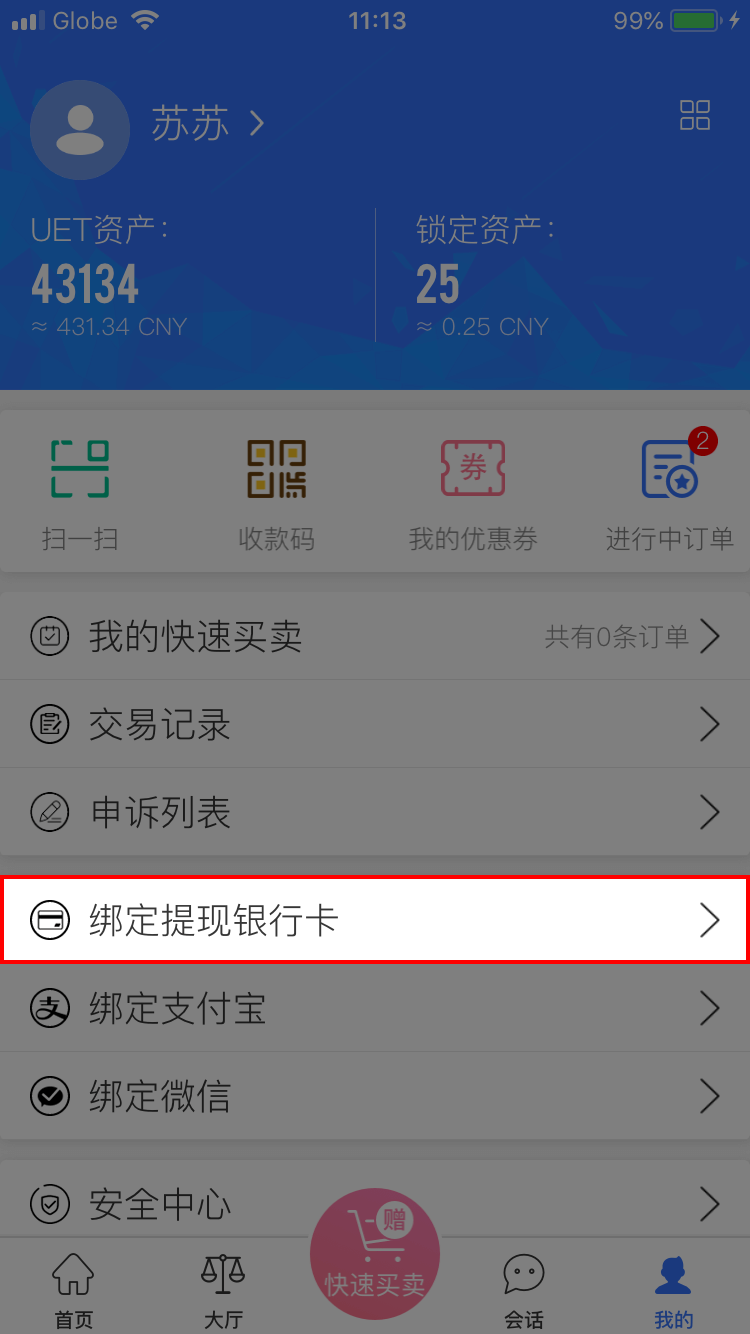 Globe 11:13 99%
苏苏
UET资产： 锁定资产：
43134 25
≈ 431.34 CNY ≈ 0.25 CNY
券 2
扫一扫 收款码 我的优惠券 进行中订单
我的快速买卖 共有0条订单
交易记录
申诉列表
绑定提现银行卡
支 绑定支付宝
绑定微信
安全中心
赠
快速买卖
首页 大厅 会话 我的